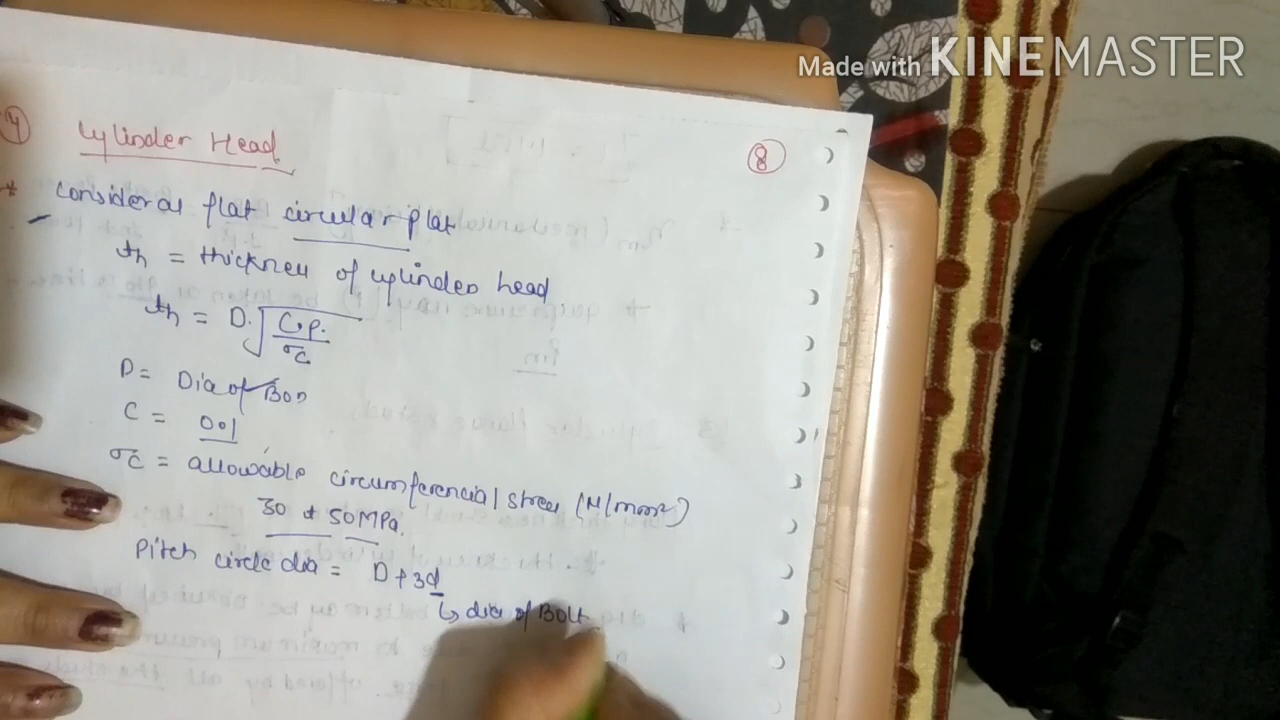 Made with KINEMASTER
4 Cylinder Head 8
* Consider as flat circular plat
th = thickness of cylinder head
th = D.√C.p./σc
D = Dia of Bore
C = 0.1
σc = allowable circumferencial stress (N/mm²)
30 to 50MPa.
Pitch circle dia = D+3d
↳ dia of Bolt